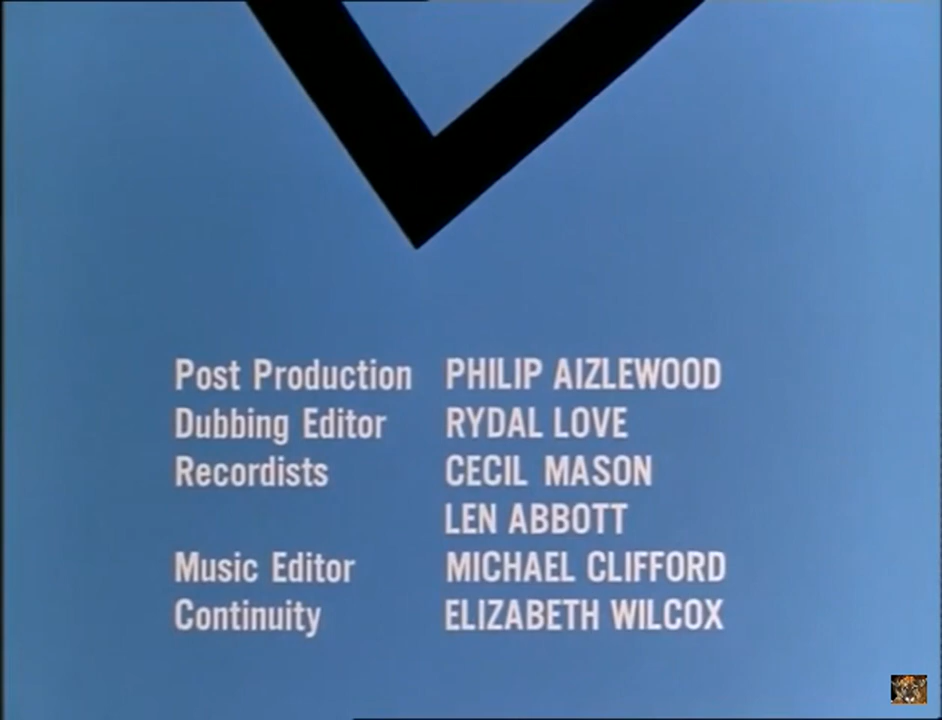 Post Production PHILIP AIZLEWOOD
Dubbing Editor RYDAL LOVE
Recordists CECIL MASON
LEN ABBOTT
Music Editor MICHAEL CLIFFORD
Continuity ELIZABETH WILCOX